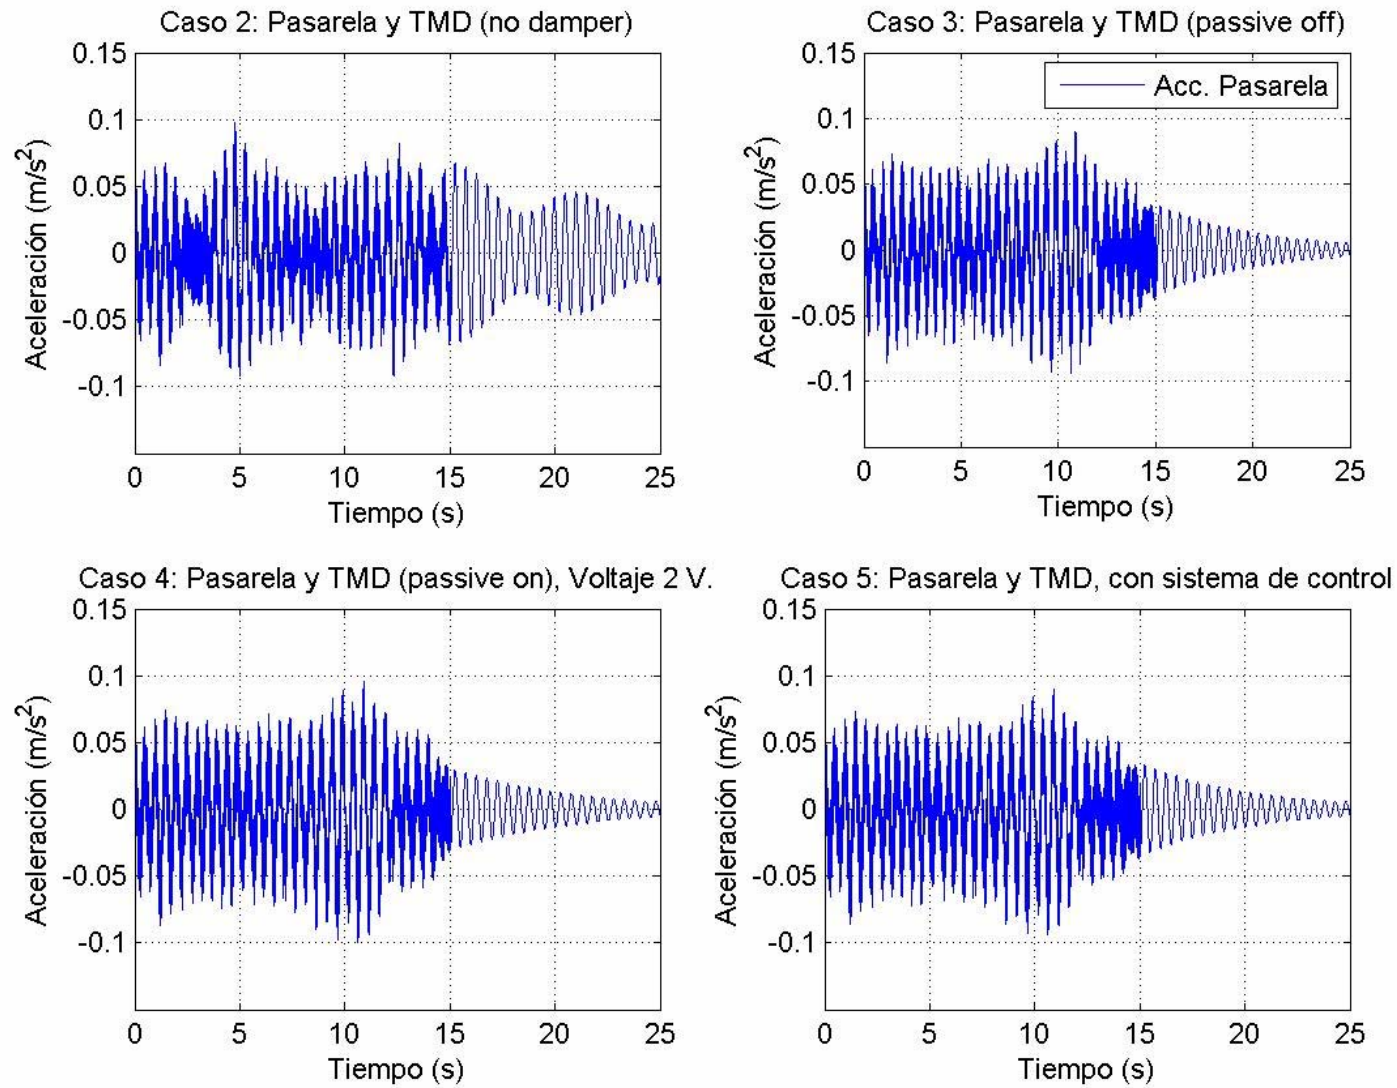 Caso 2: Pasarela y TMD (no damper)
0.15
0.1
0.05
0
-0.05
-0.1
Aceleración (m/s²)
0 5 10 15 20 25
Tiempo (s)
Caso 3: Pasarela y TMD (passive off)
Acc. Pasarela
0.15
0.1
0.05
0
-0.05
-0.1
Aceleración (m/s²)
0 5 10 15 20 25
Tiempo (s)
Caso 4: Pasarela y TMD (passive on), Voltaje 2 V.
0.15
0.1
0.05
0
-0.05
-0.1
Aceleración (m/s²)
0 5 10 15 20 25
Tiempo (s)
Caso 5: Pasarela y TMD, con sistema de control
0.15
0.1
0.05
0
-0.05
-0.1
Aceleración (m/s²)
0 5 10 15 20 25
Tiempo (s)